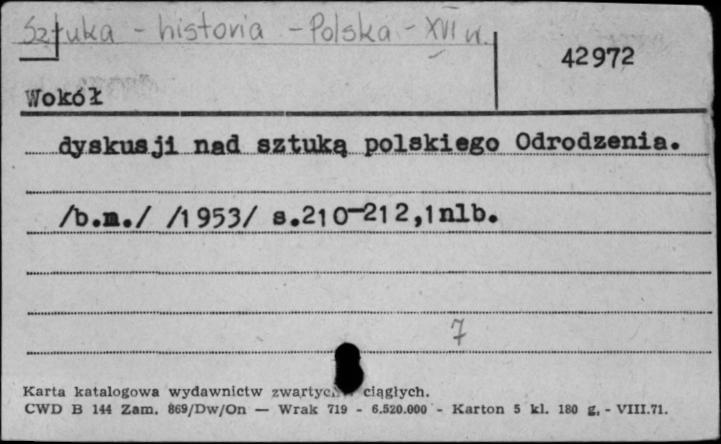 Sztuka - historia - Polska - XVI w.
42972
Wokół
dyskusji nad sztuką polskiego Odrodzenia.
/b.m./ /1953/ s.210-212,1nlb.
7
Karta katalogowa wydawnictw zwartych ciągłych.
CWD B 144 Zam. 869/Dw/On — Wrak 719 - 6.520.000 - Karton 5 kl. 180 g. - VIII.71.